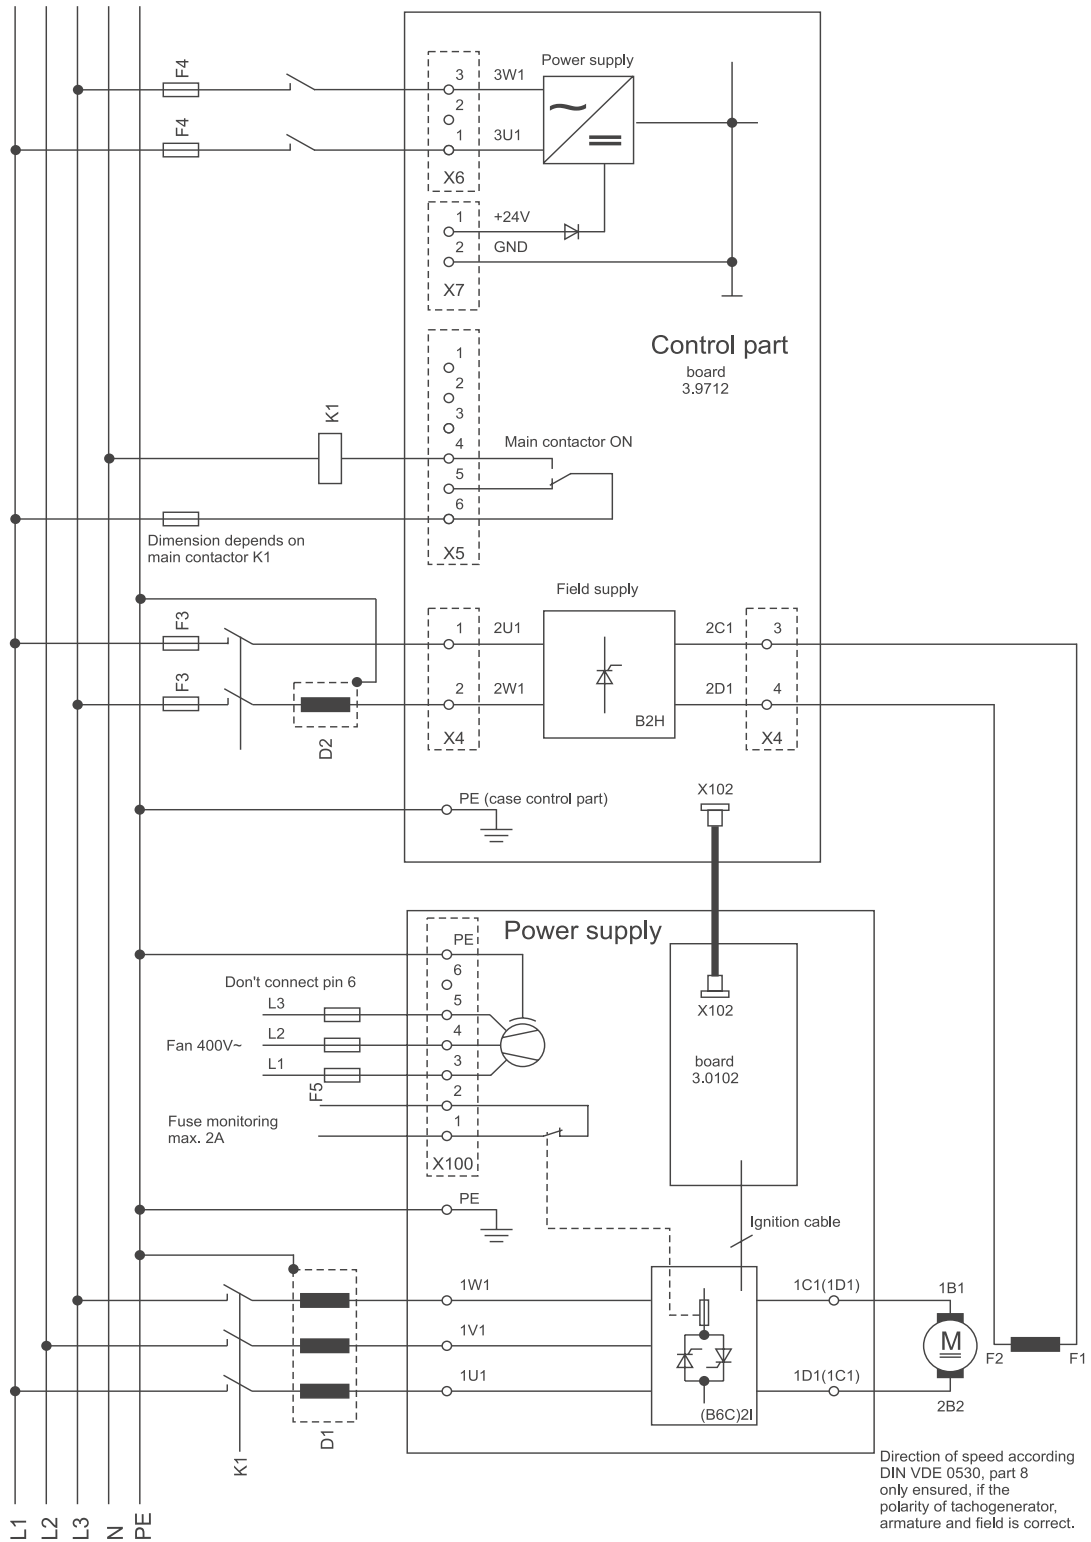 F4
3
3W1
Power supply
2
F4
1
3U1
X6
1
+24V
2
GND
X7
Control part
board
3.9712
1
2
3
K1
4
Main contactor ON
5
6
Dimension depends on
main contactor K1
X5
Field supply
F3
1
2U1
2C1
3
F3
2
2W1
2D1
4
B2H
D2
X4
X4
PE (case control part)
X102
Power supply
PE
6
Don't connect pin 6
5
L3
X102
4
L2
Fan 400V~
3
L1
board
3.0102
2
F5
1
Fuse monitoring
max. 2A
X100
PE
Ignition cable
1W1
1C1(1D1)
1B1
1V1
M
F2
F1
1U1
1D1(1C1)
2B2
(B6C)2I
D1
K1
Direction of speed according
DIN VDE 0530, part 8
only ensured, if the
polarity of tachogenerator,
armature and field is correct.
L1
L2
L3
N
PE